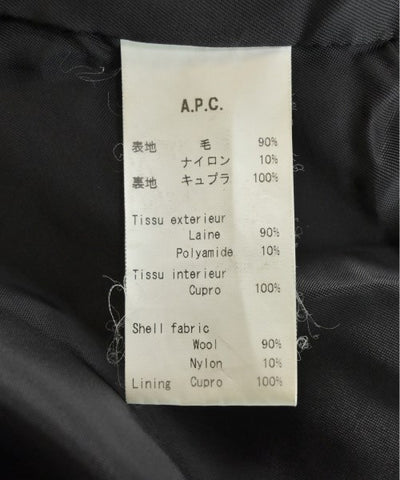 A.P.C.
表地 毛 90%
ナイロン 10%
裏地 キュプラ 100%
Tissu exterieur
Laine 90%
Polyamide 10%
Tissu interieur
Cupro 100%
Shell fabric
Wool 90%
Nylon 10%
Lining Cupro 100%